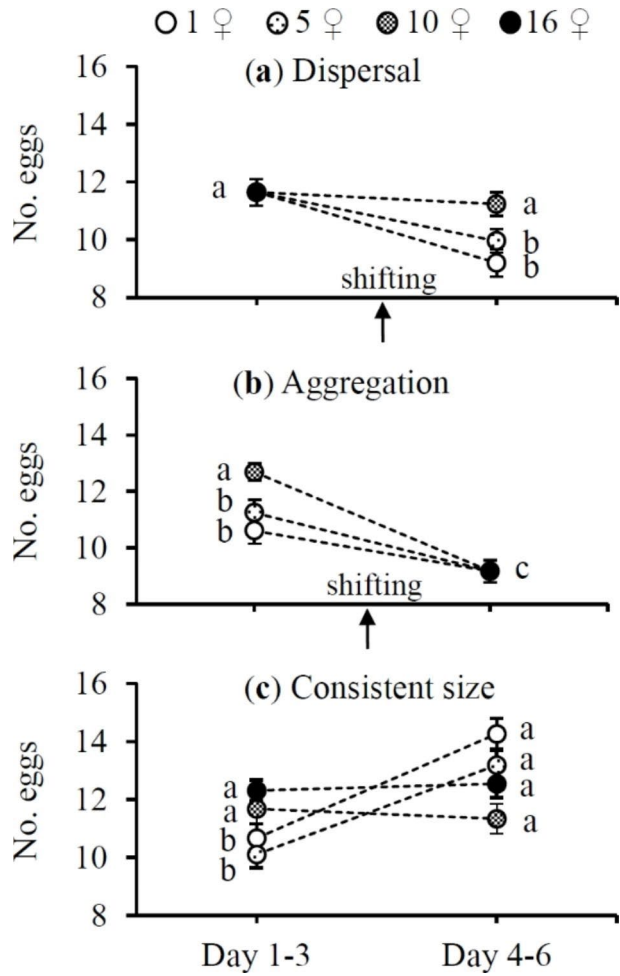 1 ♀ 5 ♀ 10 ♀ 16 ♀
(a) Dispersal
No. eggs
16
14
12
10
8
a
a
b
b
shifting
(b) Aggregation
No. eggs
16
14
12
10
8
a
b
b
c
shifting
(c) Consistent size
No. eggs
16
14
12
10
8
a
a
b
b
a
a
a
a
Day 1-3 Day 4-6